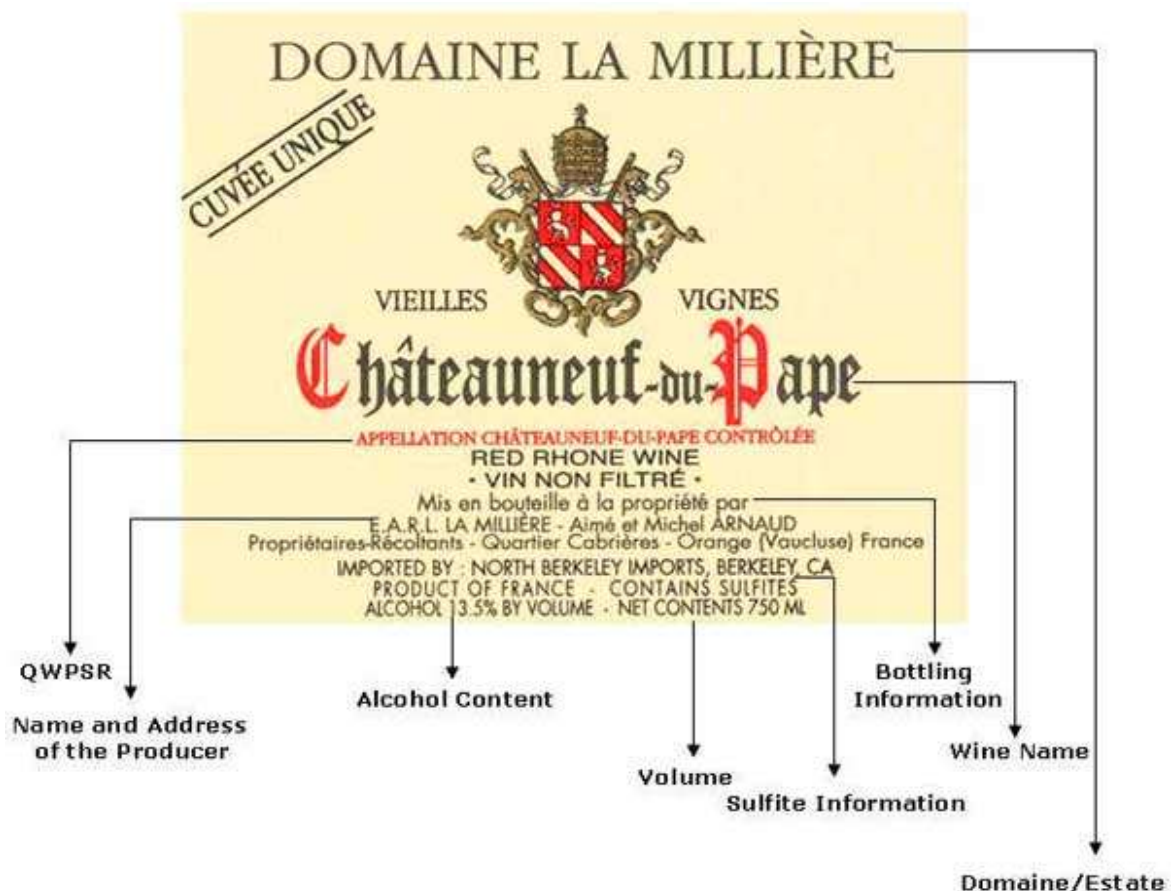 DOMAINE LA MILLIÈRE
CUVÉE UNIQUE
VIEILLES VIGNES
Châteauneuf-du-Pape
APPELLATION CHÂTEAUNEUF-DU-PAPE CONTRÔLÉE
RED RHONE WINE
• VIN NON FILTRÉ •
Mis en bouteille à la propriété par
E.A.R.L. LA MILLIÈRE - Aimé et Michel ARNAUD
Propriétaires-Récoltants - Quartier Cabrières - Orange (Vaucluse) France
IMPORTED BY : NORTH BERKELEY IMPORTS, BERKELEY, CA
PRODUCT OF FRANCE - CONTAINS SULFITES
ALCOHOL 13.5% BY VOLUME - NET CONTENTS 750 ML
QWPSR
Name and Address
of the Producer
Alcohol Content
Volume
Sulfite Information
Bottling
Information
Wine Name
Domaine/Estate